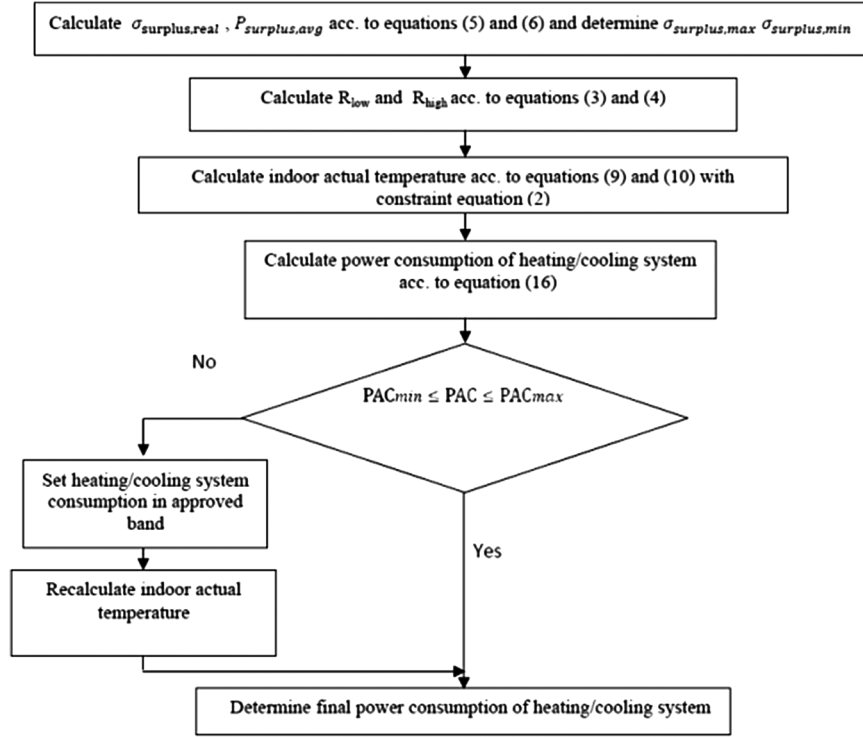 Calculate σsurplus,real , Psurplus,avg acc. to equations (5) and (6) and determine σsurplus,max σsurplus,min
Calculate Rlow and Rhigh acc. to equations (3) and (4)
Calculate indoor actual temperature acc. to equations (9) and (10) with
constraint equation (2)
Calculate power consumption of heating/cooling system
acc. to equation (16)
No
PACmin ≤ PAC ≤ PACmax
Set heating/cooling system
consumption in approved
band
Yes
Recalculate indoor actual
temperature
Determine final power consumption of heating/cooling system